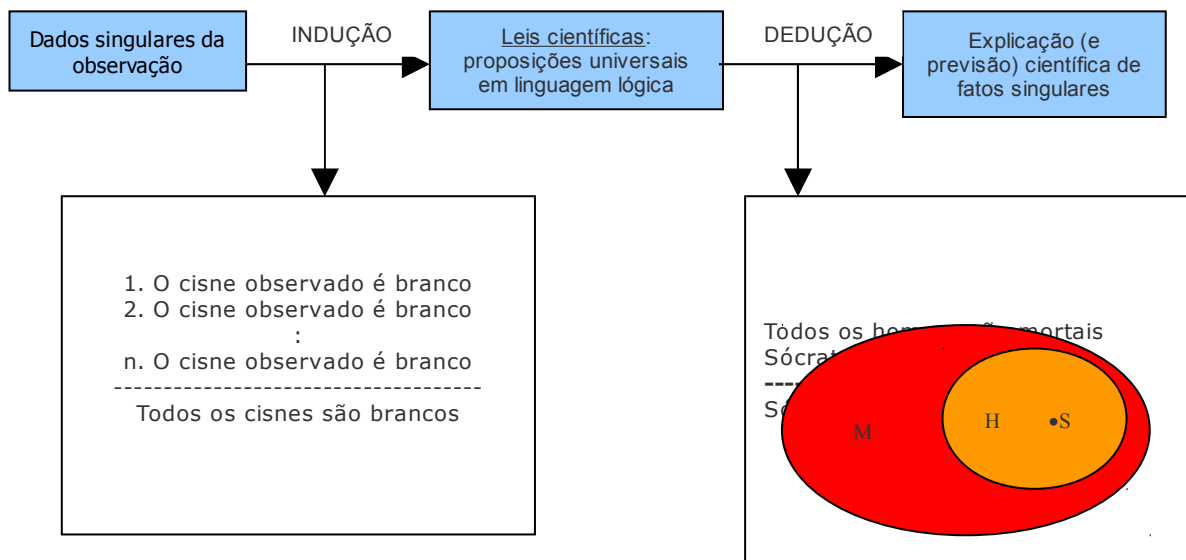 Dados singulares da
observação
INDUÇÃO
Leis científicas:
proposições universais
em linguagem lógica
DEDUÇÃO
Explicação (e
previsão) científica de
fatos singulares
1. O cisne observado é branco
2. O cisne observado é branco
:
n. O cisne observado é branco
-------------------------------------
Todos os cisnes são brancos
Todos os mortais
M
H
•S